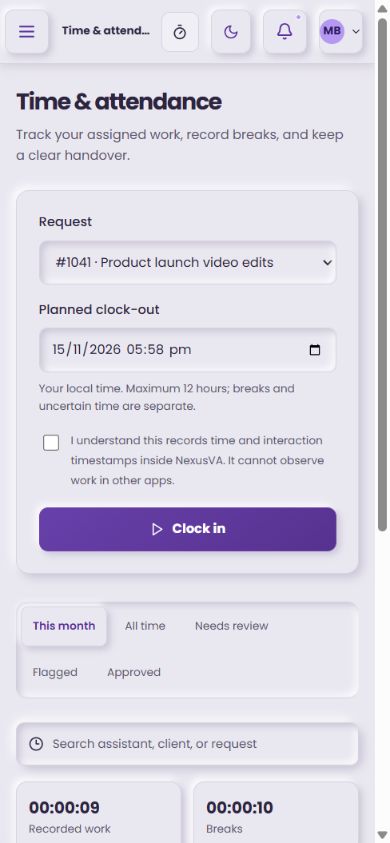 Time & attend...
MB
Time & attendance
Track your assigned work, record breaks, and keep
a clear handover.
Request
#1041 · Product launch video edits
Planned clock-out
15/11/2026 05:58 pm
Your local time. Maximum 12 hours; breaks and
uncertain time are separate.
I understand this records time and interaction
timestamps inside NexusVA. It cannot observe
work in other apps.
Clock in
This month
All time
Needs review
Flagged
Approved
Search assistant, client, or request
00:00:09
Recorded work
00:00:10
Breaks